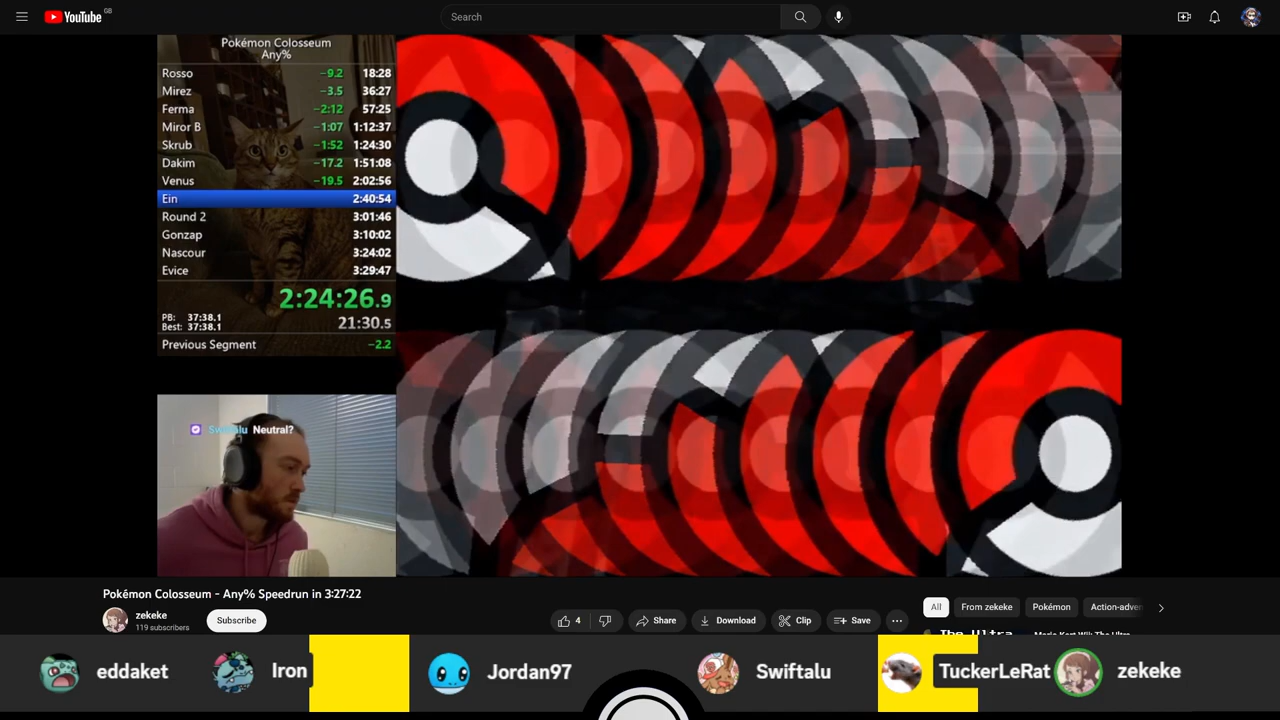 YouTube GB
Search
Pokémon Colosseum
Any%
Rosso -9.2 18:28
Mirez -3.5 36:27
Ferma -2:12 57:25
Miror B -1:07 1:12:37
Skrub -1:52 1:24:30
Dakim -17.2 1:51:08
Venus -19.5 2:02:56
Ein 2:40:54
Round 2 3:01:46
Gonzap 3:10:02
Nascour 3:24:02
Evice 3:29:47
2:24:26.9
PB: 37:38.1
Best: 37:38.1
21:30.5
Previous Segment -2.2
Swiftalu Neutral?
Pokémon Colosseum - Any% Speedrun in 3:27:22
zekeke
119 subscribers
Subscribe
4
Share
Download
Clip
Save
All
From zekeke
Pokémon
Action-adven
eddaket
Iron
Jordan97
Swiftalu
TuckerLeRat
zekeke